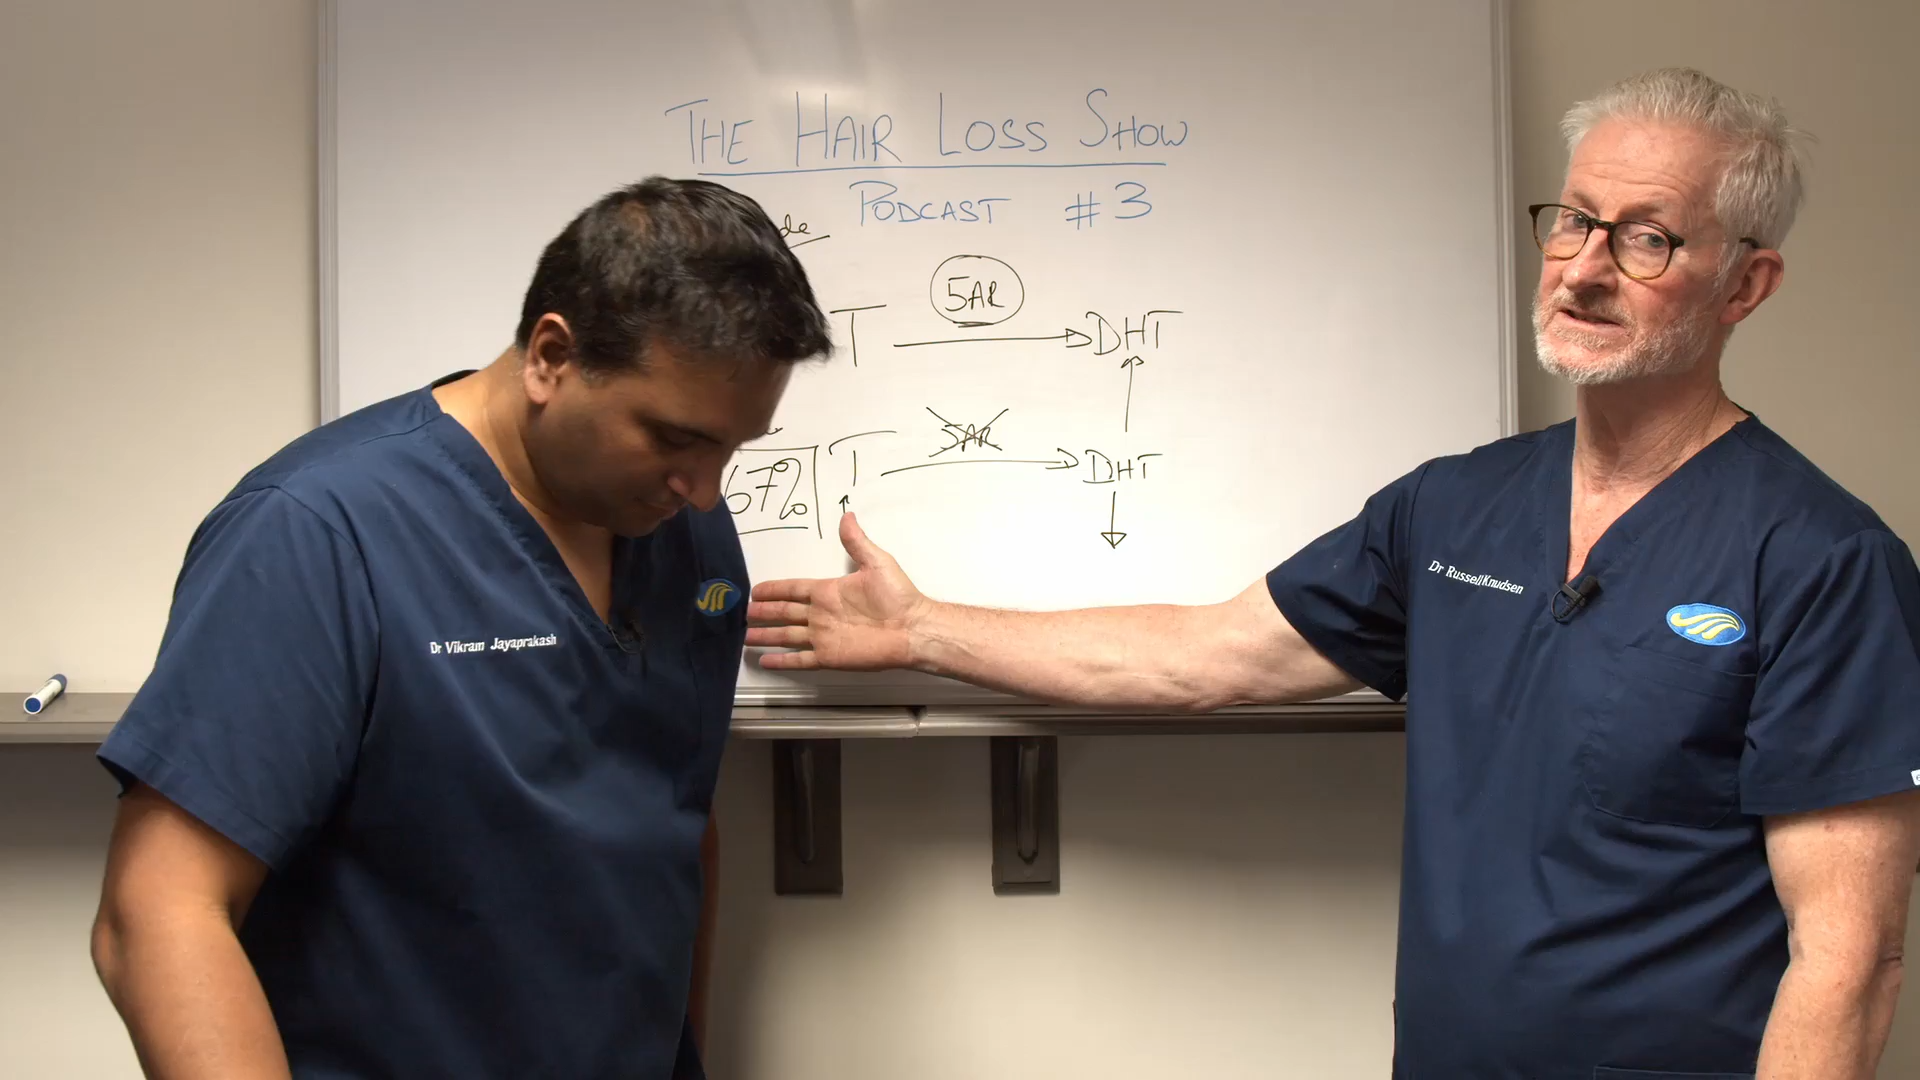 THE HAIR LOSS SHOW
PODCAST #3
5AR
T
DHT
5AR
67%
T
DHT
Dr Vikram Jayaprakash
Dr Russell Knudsen